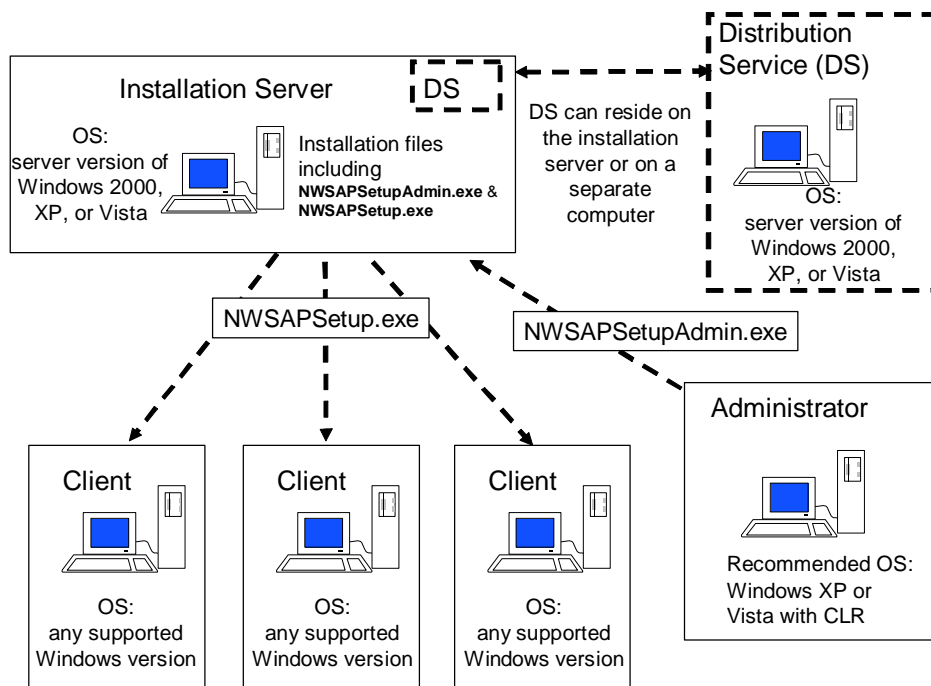 Installation Server
DS
OS:
server version of
Windows 2000,
XP, or Vista
Installation files
including
NWSAPSetupAdmin.exe &
NWSAPSetup.exe
DS can reside on
the installation
server or on a
separate
computer
Distribution
Service (DS)
OS:
server version of
Windows 2000,
XP, or Vista
NWSAPSetup.exe
NWSAPSetupAdmin.exe
Client
OS:
any supported
Windows version
Client
OS:
any supported
Windows version
Client
OS:
any supported
Windows version
Administrator
Recommended OS:
Windows XP or
Vista with CLR